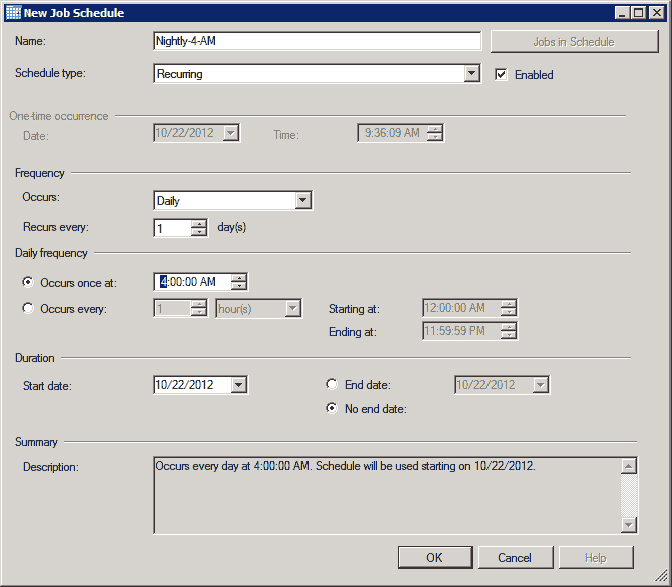 New Job Schedule
Name: Nightly-4-AM Jobs in Schedule
Schedule type: Recurring Enabled
One-time occurrence
Date: 10/22/2012 Time: 9:36:09 AM
Frequency
Occurs: Daily
Recurs every: 1 day(s)
Daily frequency
Occurs once at: 4:00:00 AM
Occurs every: 1 hour(s) Starting at: 12:00:00 AM
Ending at: 11:59:59 PM
Duration
Start date: 10/22/2012 End date: 10/22/2012
No end date:
Summary
Description: Occurs every day at 4:00:00 AM. Schedule will be used starting on 10/22/2012.
OK Cancel Help